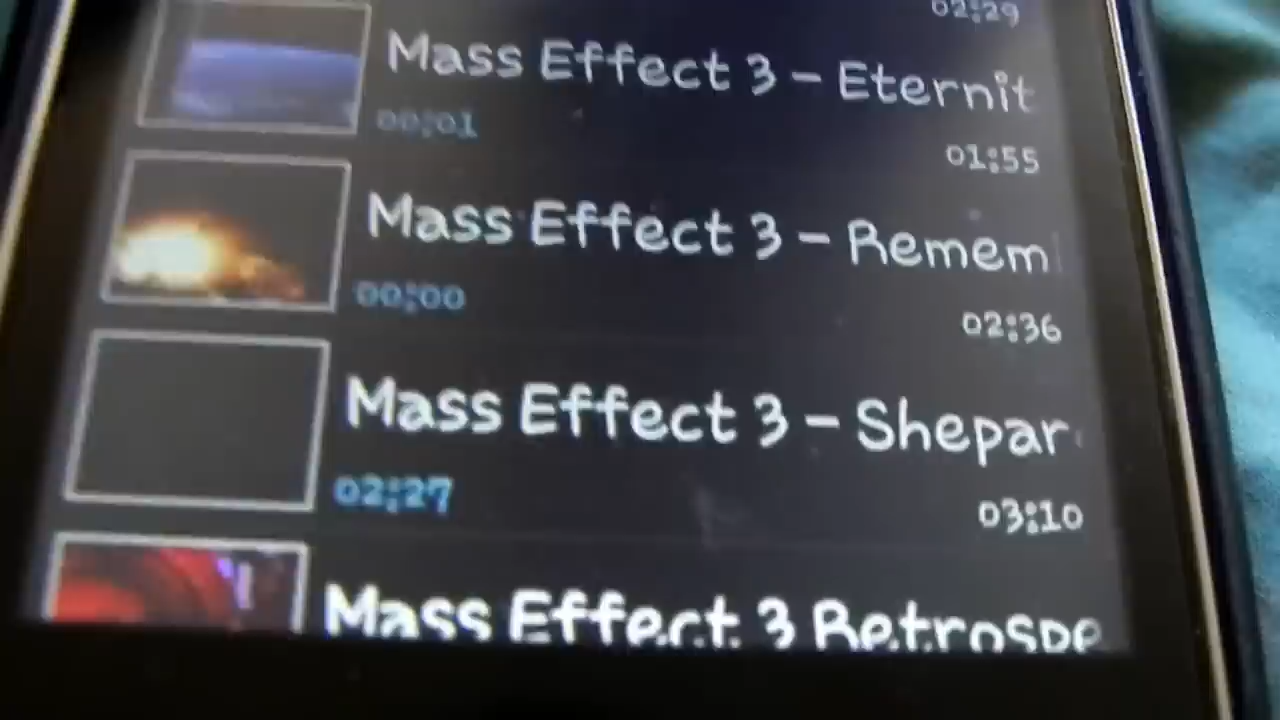 02:29
Mass Effect 3 – Eternit
00:01
01:55
Mass Effect 3 – Remem
00:00
02:36
Mass Effect 3 – Shepar
02:27
03:10
Mass Effect 3 Retrospe